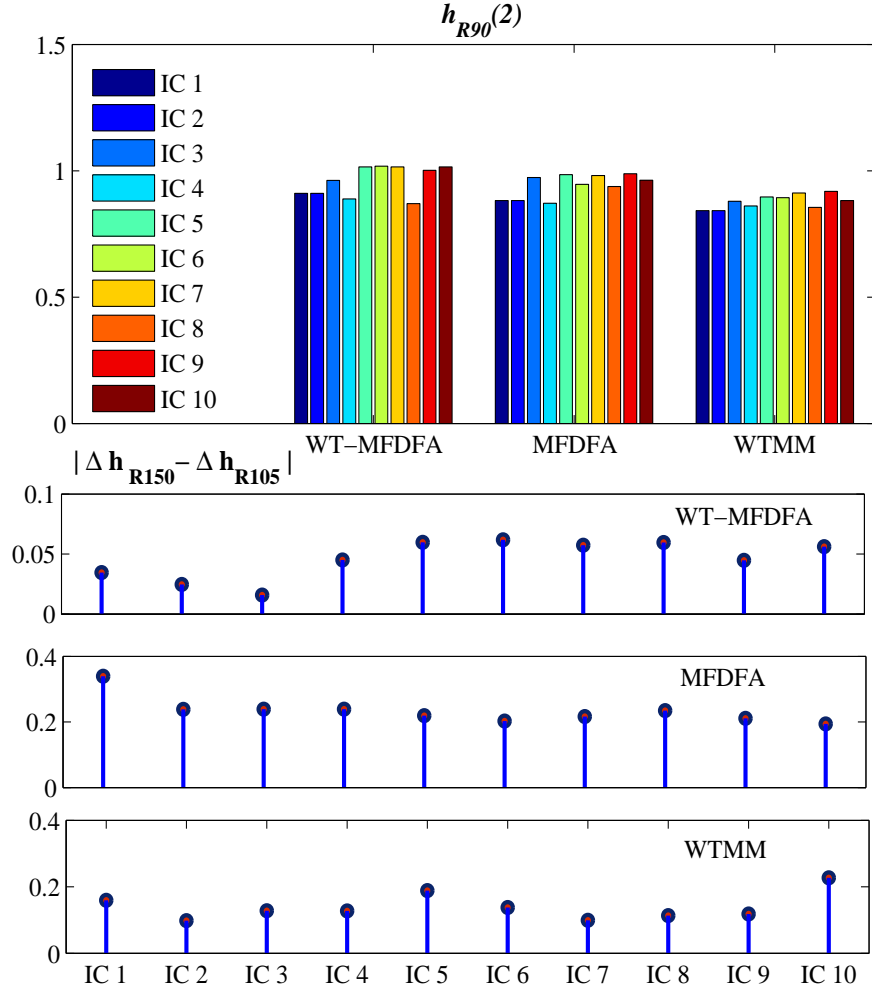 h_R90(2)
1.5
1
0.5
0
IC 1
IC 2
IC 3
IC 4
IC 5
IC 6
IC 7
IC 8
IC 9
IC 10
WT−MFDFA MFDFA WTMM
| Δ h_R150 − Δ h_R105 |
0.1
0.05
0
WT−MFDFA
0.4
0.2
0
MFDFA
0.4
0.2
0
WTMM
IC 1 IC 2 IC 3 IC 4 IC 5 IC 6 IC 7 IC 8 IC 9 IC 10